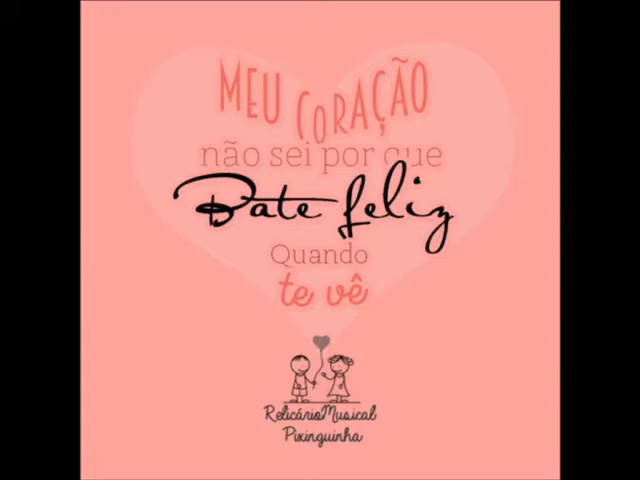 MEU CORAÇÃO
não sei por que
Bate feliz
Quando
te vê
RelicárioMusical
Pixinguinha